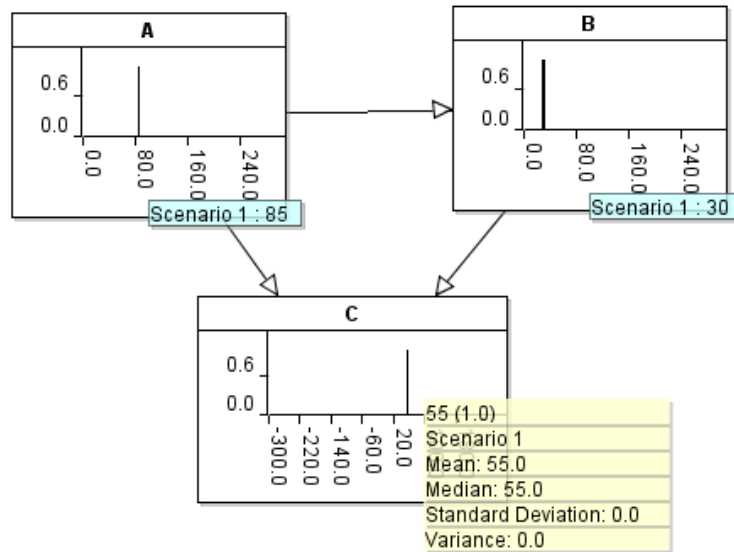 A
0.6
0.0
0.0
80.0
160.0
240.0
Scenario 1 : 85
B
0.6
0.0
0.0
80.0
160.0
240.0
Scenario 1 : 30
C
0.6
0.0
-300.0
-220.0
-140.0
-60.0
20.0
55 (1.0)
Scenario 1
Mean: 55.0
Median: 55.0
Standard Deviation: 0.0
Variance: 0.0